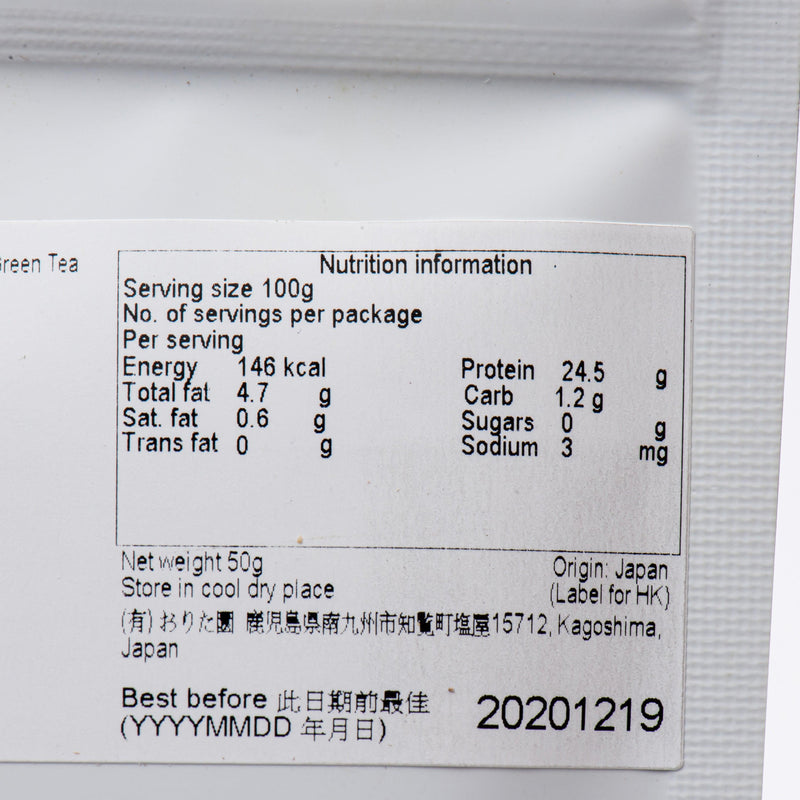 Green Tea
Nutrition information
Serving size 100g
No. of servings per package
Per serving
Energy 146 kcal Protein 24.5 g
Total fat 4.7 g Carb 1.2 g
Sat. fat 0.6 g Sugars 0 g
Trans fat 0 g Sodium 3 mg
Net weight 50g Origin: Japan
Store in cool dry place (Label for HK)
(有) おりた園 鹿児島県南九州市知覧町塩屋15712, Kagoshima,
Japan
Best before 此日期前最佳
(YYYYMMDD 年月日) 20201219